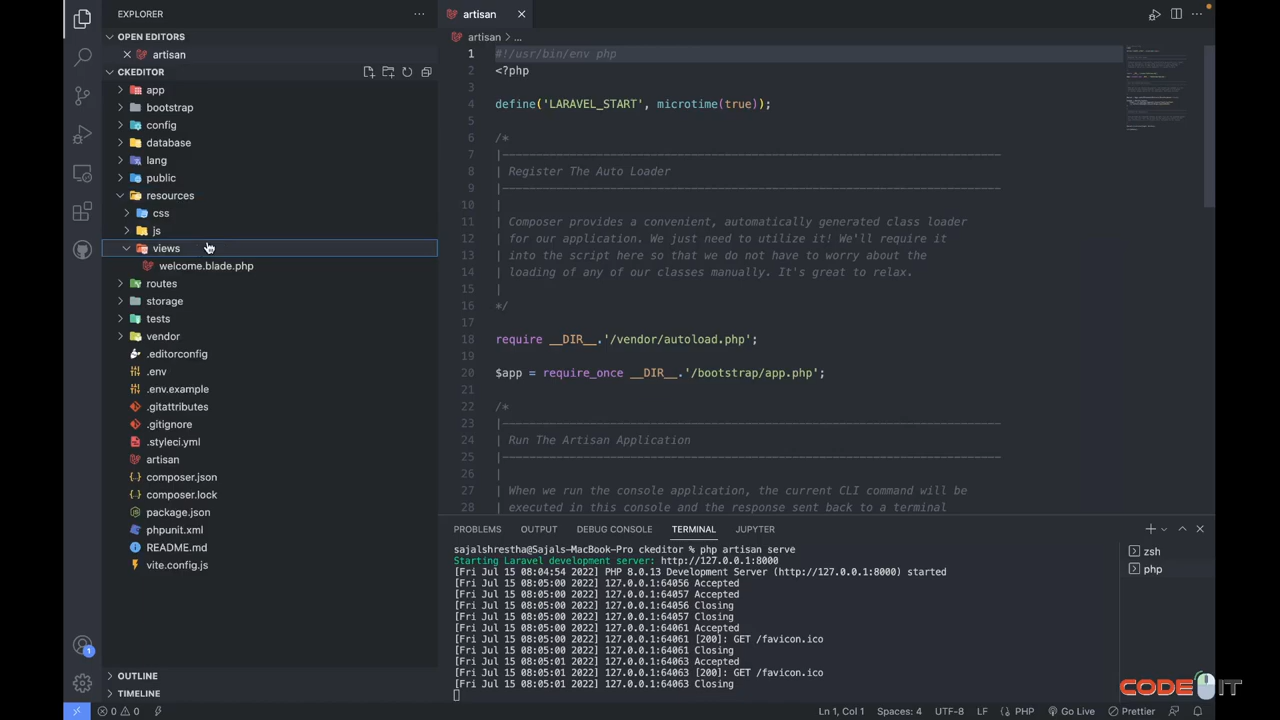 EXPLORER
OPEN EDITORS
artisan
CKEDITOR
app
bootstrap
config
database
lang
public
resources
css
js
views
welcome.blade.php
routes
storage
tests
vendor
.editorconfig
.env
.env.example
.gitattributes
.gitignore
.styleci.yml
artisan
composer.json
composer.lock
package.json
phpunit.xml
README.md
vite.config.js
OUTLINE
TIMELINE
artisan
artisan > ...
1 #!/usr/bin/env php
2 <?php
3
4 define('LARAVEL_START', microtime(true));
5
6 /*
7 |--------------------------------------------------------------------------
8 | Register The Auto Loader
9 |--------------------------------------------------------------------------
10 |
11 | Composer provides a convenient, automatically generated class loader
12 | for our application. We just need to utilize it! We'll require it
13 | into the script here so that we do not have to worry about the
14 | loading of any of our classes manually. It's great to relax.
15 |
16 */
17
18 require __DIR__.'/vendor/autoload.php';
19
20 $app = require_once __DIR__.'/bootstrap/app.php';
21
22 /*
23 |--------------------------------------------------------------------------
24 | Run The Artisan Application
25 |--------------------------------------------------------------------------
26 |
27 | When we run the console application, the current CLI command will be
28 | executed in this console and the response sent back to a terminal
PROBLEMS OUTPUT DEBUG CONSOLE TERMINAL JUPYTER
sajalshrestha@Sajals-MacBook-Pro ckeditor % php artisan serve
Starting Laravel development server: http://127.0.0.1:8000
[Fri Jul 15 08:04:54 2022] PHP 8.0.13 Development Server (http://127.0.0.1:8000) started
[Fri Jul 15 08:05:00 2022] 127.0.0.1:64056 Accepted
[Fri Jul 15 08:05:00 2022] 127.0.0.1:64057 Accepted
[Fri Jul 15 08:05:00 2022] 127.0.0.1:64056 Closing
[Fri Jul 15 08:05:00 2022] 127.0.0.1:64057 Closing
[Fri Jul 15 08:05:00 2022] 127.0.0.1:64061 Accepted
[Fri Jul 15 08:05:00 2022] 127.0.0.1:64061 [200]: GET /favicon.ico
[Fri Jul 15 08:05:00 2022] 127.0.0.1:64061 Closing
[Fri Jul 15 08:05:01 2022] 127.0.0.1:64063 Accepted
[Fri Jul 15 08:05:01 2022] 127.0.0.1:64063 [200]: GET /favicon.ico
[Fri Jul 15 08:05:01 2022] 127.0.0.1:64063 Closing
zsh
php
1
CODE IT
0 0 Ln 1, Col 1 Spaces: 4 UTF-8 LF PHP Go Live Prettier